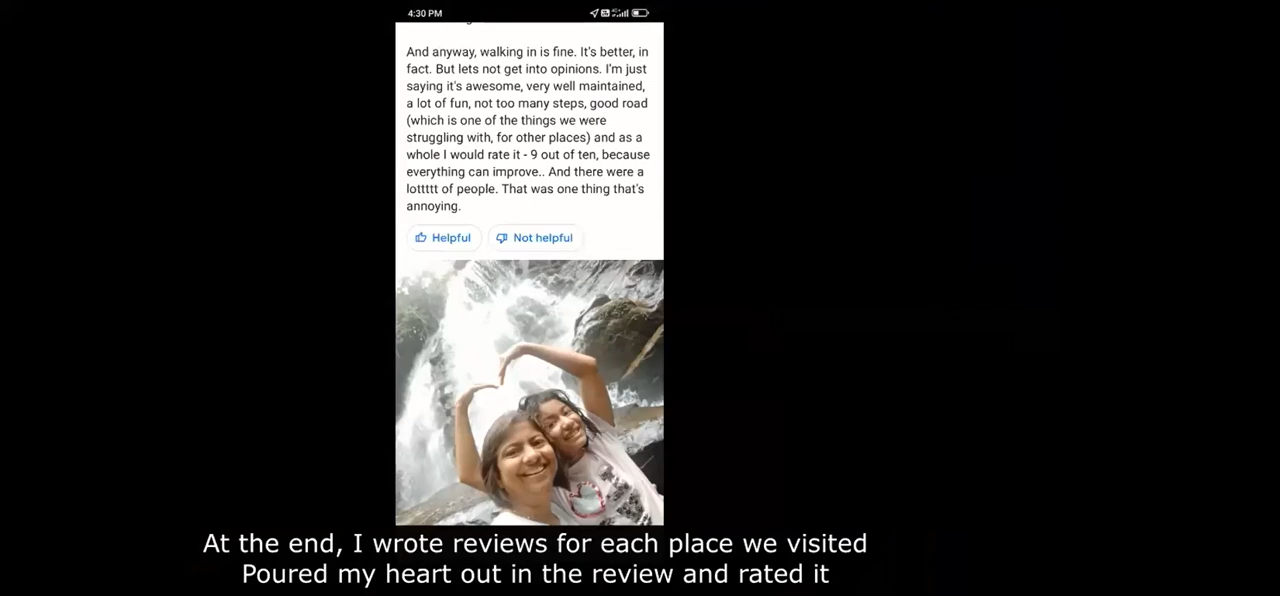 4:30 PM
And anyway, walking in is fine. It's better, in
fact. But lets not get into opinions. I'm just
saying it's awesome, very well maintained,
a lot of fun, not too many steps, good road
(which is one of the things we were
struggling with, for other places) and as a
whole I would rate it - 9 out of ten, because
everything can improve.. And there were a
lottttt of people. That was one thing that's
annoying.
Helpful
Not helpful
At the end, I wrote reviews for each place we visited
Poured my heart out in the review and rated it